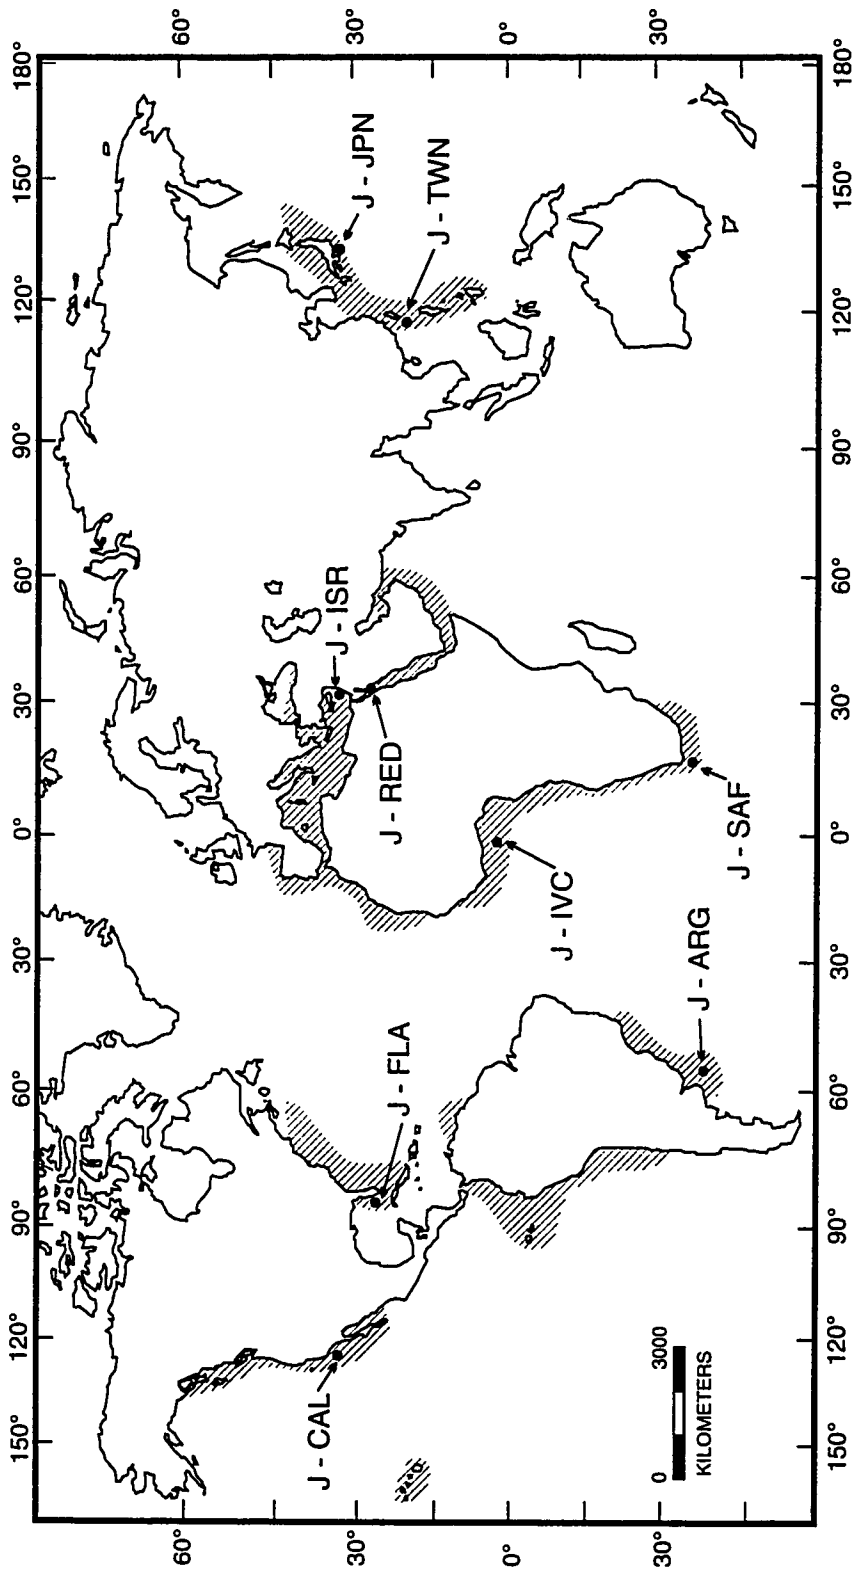 150° 120° 90° 60° 30° 0° 30° 60° 90° 120° 150° 180°
60° 60°
J - CAL
J - ISR
30° 30°
J - JPN
J - FLA
J - RED
J - TWN
0° 0°
J - IVC
30° 30°
0 3000
KILOMETERS
J - ARG
J - SAF
150° 120° 90° 60° 30° 0° 30° 60° 90° 120° 150° 180°